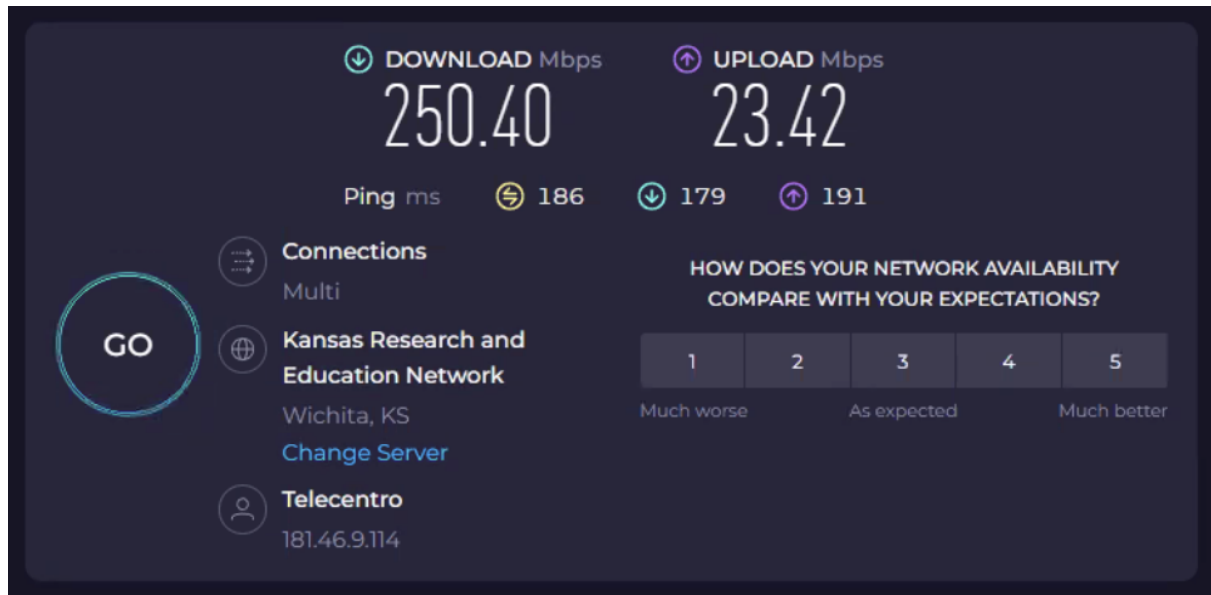 DOWNLOAD Mbps
250.40
UPLOAD Mbps
23.42
Ping ms 186 179 191
GO
Connections
Multi
Kansas Research and
Education Network
Wichita, KS
Change Server
Telecentro
181.46.9.114
HOW DOES YOUR NETWORK AVAILABILITY
COMPARE WITH YOUR EXPECTATIONS?
1 2 3 4 5
Much worse As expected Much better